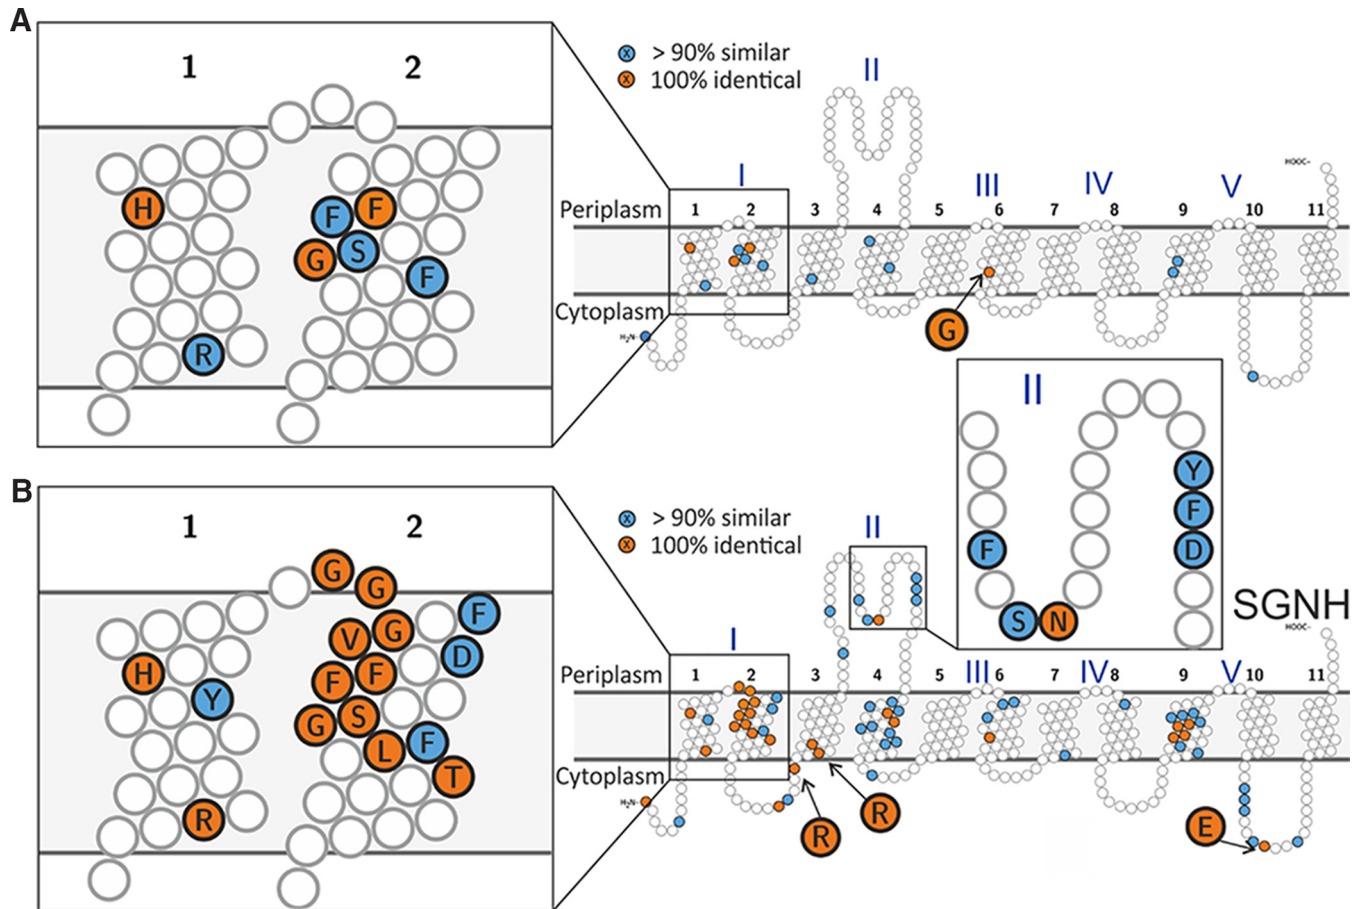 A
1 2
H
F F
G S
F
R
X > 90% similar
X 100% identical
I II III IV V
Periplasm 1 2 3 4 5 6 7 8 9 10 11
HOOC-
Cytoplasm
H₂N-
G
II
Y
F
F D
S N
B
1 2
G G
F
V G
D
H F F
Y
G S
L F
T
R
X > 90% similar
X 100% identical
II
I III IV V
Periplasm 1 2 3 4 5 6 7 8 9 10 11
SGNH
HOOC-
Cytoplasm
H₂N-
R R E